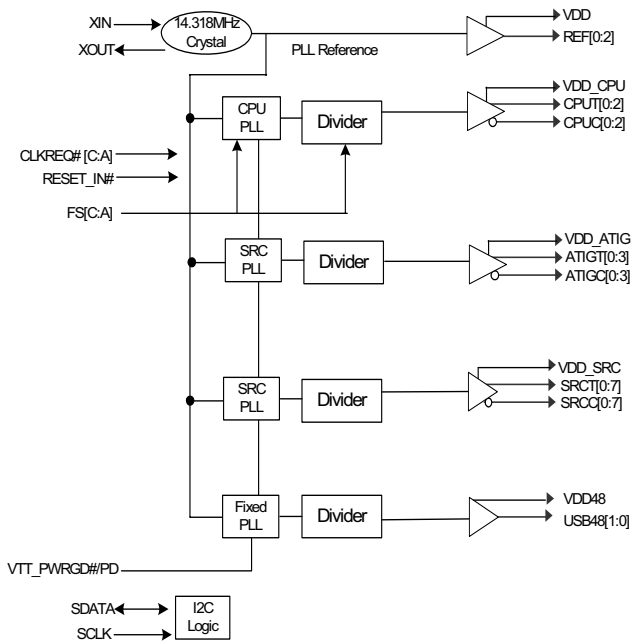 XIN
XOUT
14.318MHz
Crystal
PLL Reference
VDD
REF[0:2]
CPU
PLL
Divider
VDD_CPU
CPUT[0:2]
CPUC[0:2]
CLKREQ# [C:A]
RESET_IN#
FS[C:A]
SRC
PLL
Divider
VDD_ATIG
ATIGT[0:3]
ATIGC[0:3]
SRC
PLL
Divider
VDD_SRC
SRCT[0:7]
SRCC[0:7]
Fixed
PLL
Divider
VDD48
USB48[1:0]
VTT_PWRGD#/PD
SDATA
SCLK
I2C
Logic